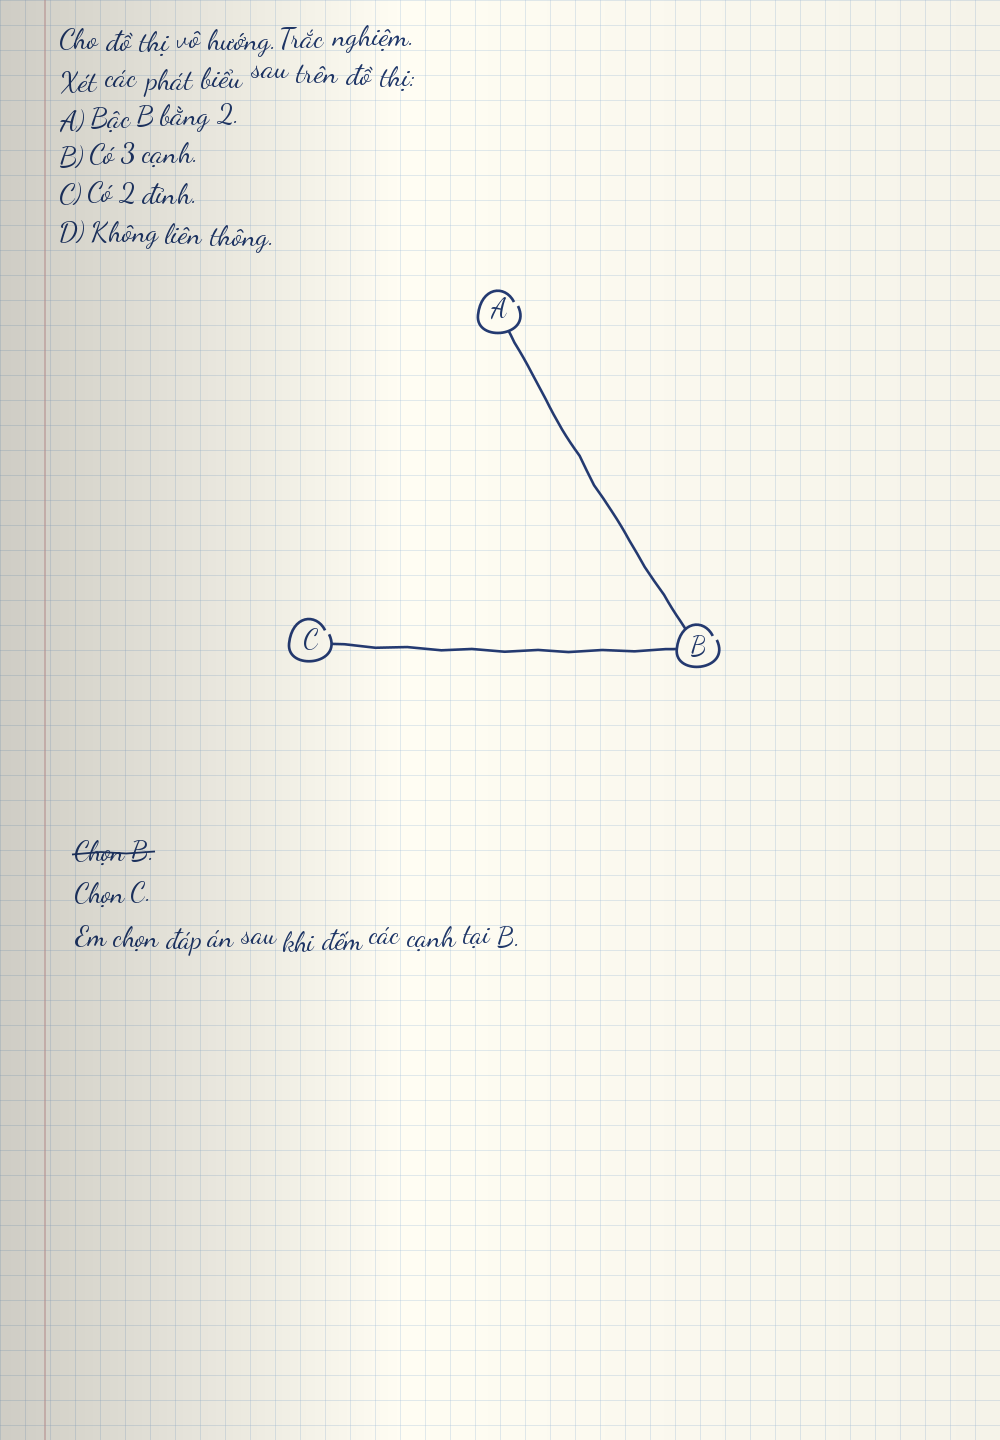 Cho đồ thị vô hướng. Trắc nghiệm.
Xét các phát biểu sau trên đồ thị:
A) Bậc B bằng 2.
B) Có 3 cạnh.
C) Có 2 đỉnh.
D) Không liên thông.
A
C
B
Chọn B.
Chọn C.
Em chọn đáp án sau khi đếm các cạnh tại B.